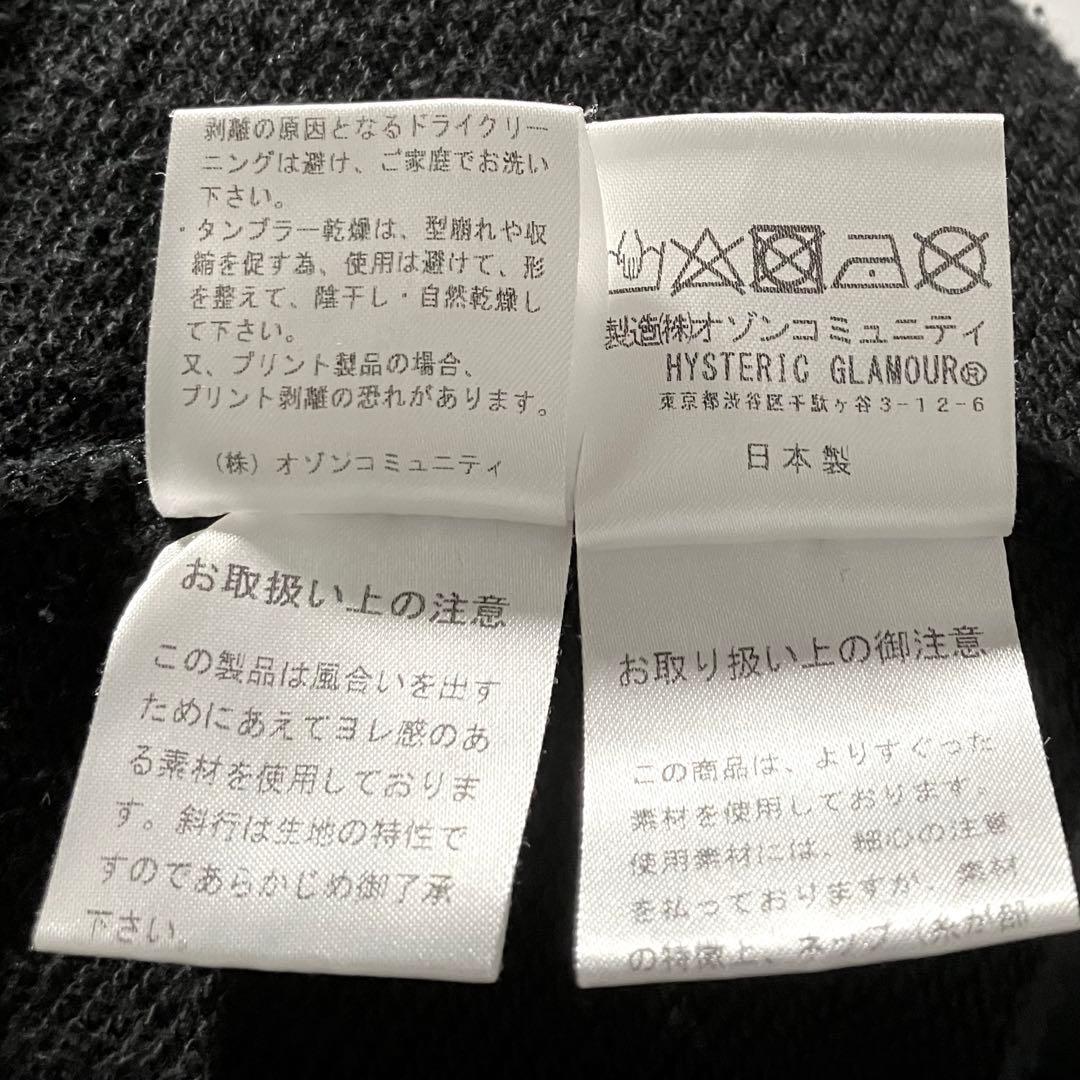 剥離の原因となるドライクリー
ニングは避け、ご家庭でお洗い
下さい。
・タンブラー乾燥は、型崩れや収
縮を促す為、使用は避けて、形
を整えて、陰干し・自然乾燥し
て下さい。
又、プリント製品の場合、
プリント剥離の恐れがあります。
（株）オゾンコミュニティ
お取扱い上の注意
この製品は風合いを出す
ためにあえてヨレ感のあ
る素材を使用しておりま
す。斜行は生地の特性で
すのであらかじめ御了承
下さい。
製造(株)オゾンコミュニティ
HYSTERIC GLAMOUR®
東京都渋谷区千駄ヶ谷3-12-6
日本製
お取り扱い上の御注意
この商品は、よりすぐった
素材を使用しております。
使用素材には、細心の注意
を払っておりますが、素材
の特徴上、ネップ（糸が部